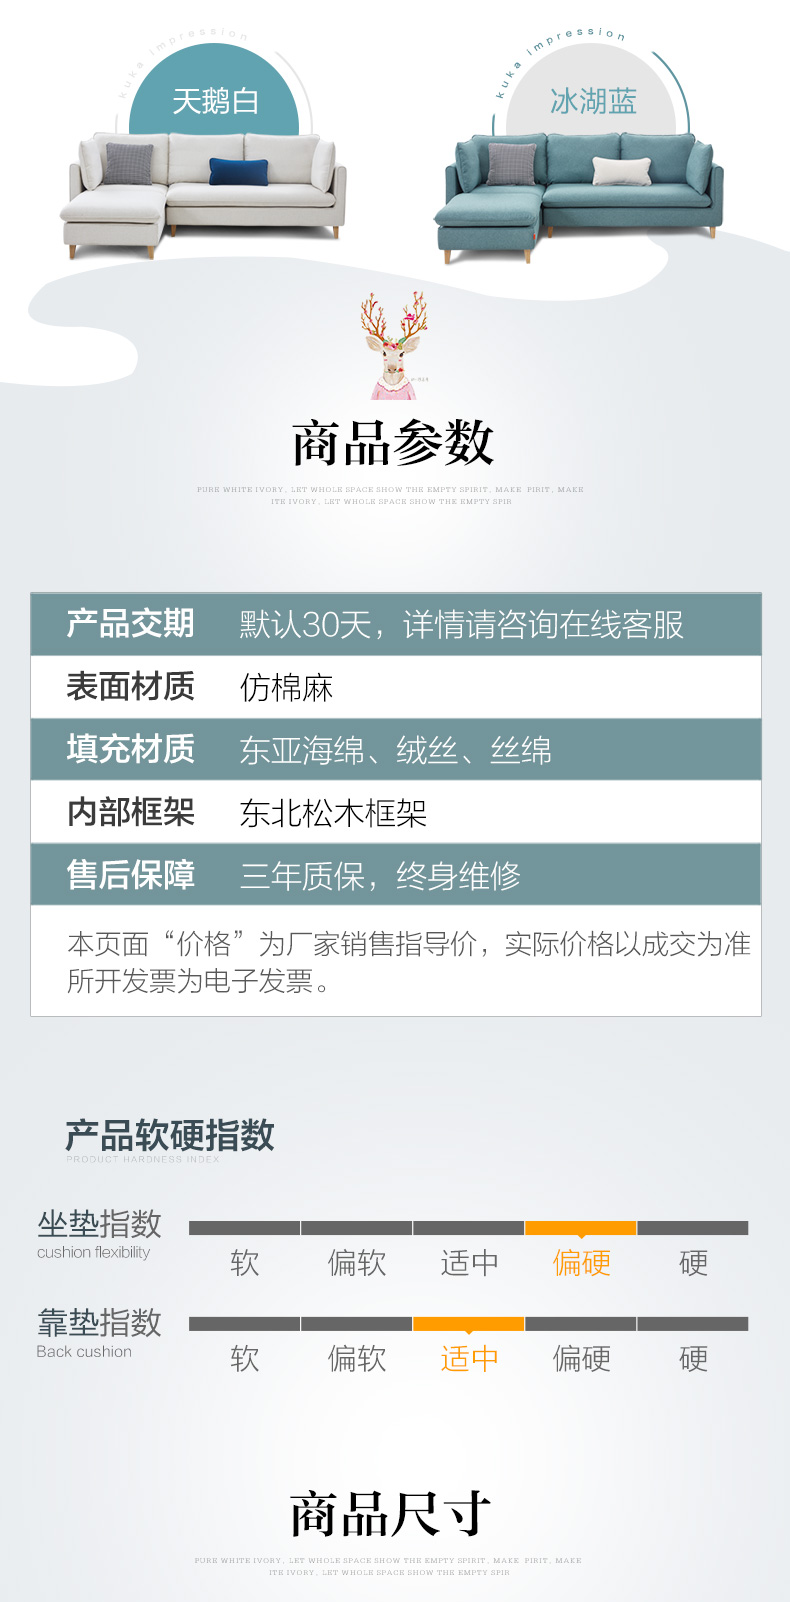 kuka impression
kuka impression
天鹅白
冰湖蓝
商品参数
PURE WHITE IVORY, LET WHOLE SPACE SHOW THE EMPTY SPIRIT, MAKE PIRIT, MAKE
ITE IVORY, LET WHOLE SPACE SHOW THE EMPTY SPIR
产品交期 默认30天，详情请咨询在线客服
表面材质 仿棉麻
填充材质 东亚海绵、绒丝、丝绵
内部框架 东北松木框架
售后保障 三年质保，终身维修
本页面“价格”为厂家销售指导价，实际价格以成交为准
所开发票为电子发票。
产品软硬指数
PRODUCT HARDNESS INDEX
坐垫指数
cushion flexibility
软 偏软 适中 偏硬 硬
靠垫指数
Back cushion
软 偏软 适中 偏硬 硬
商品尺寸
PURE WHITE IVORY, LET WHOLE SPACE SHOW THE EMPTY SPIRIT, MAKE PIRIT, MAKE
ITE IVORY, LET WHOLE SPACE SHOW THE EMPTY SPIR